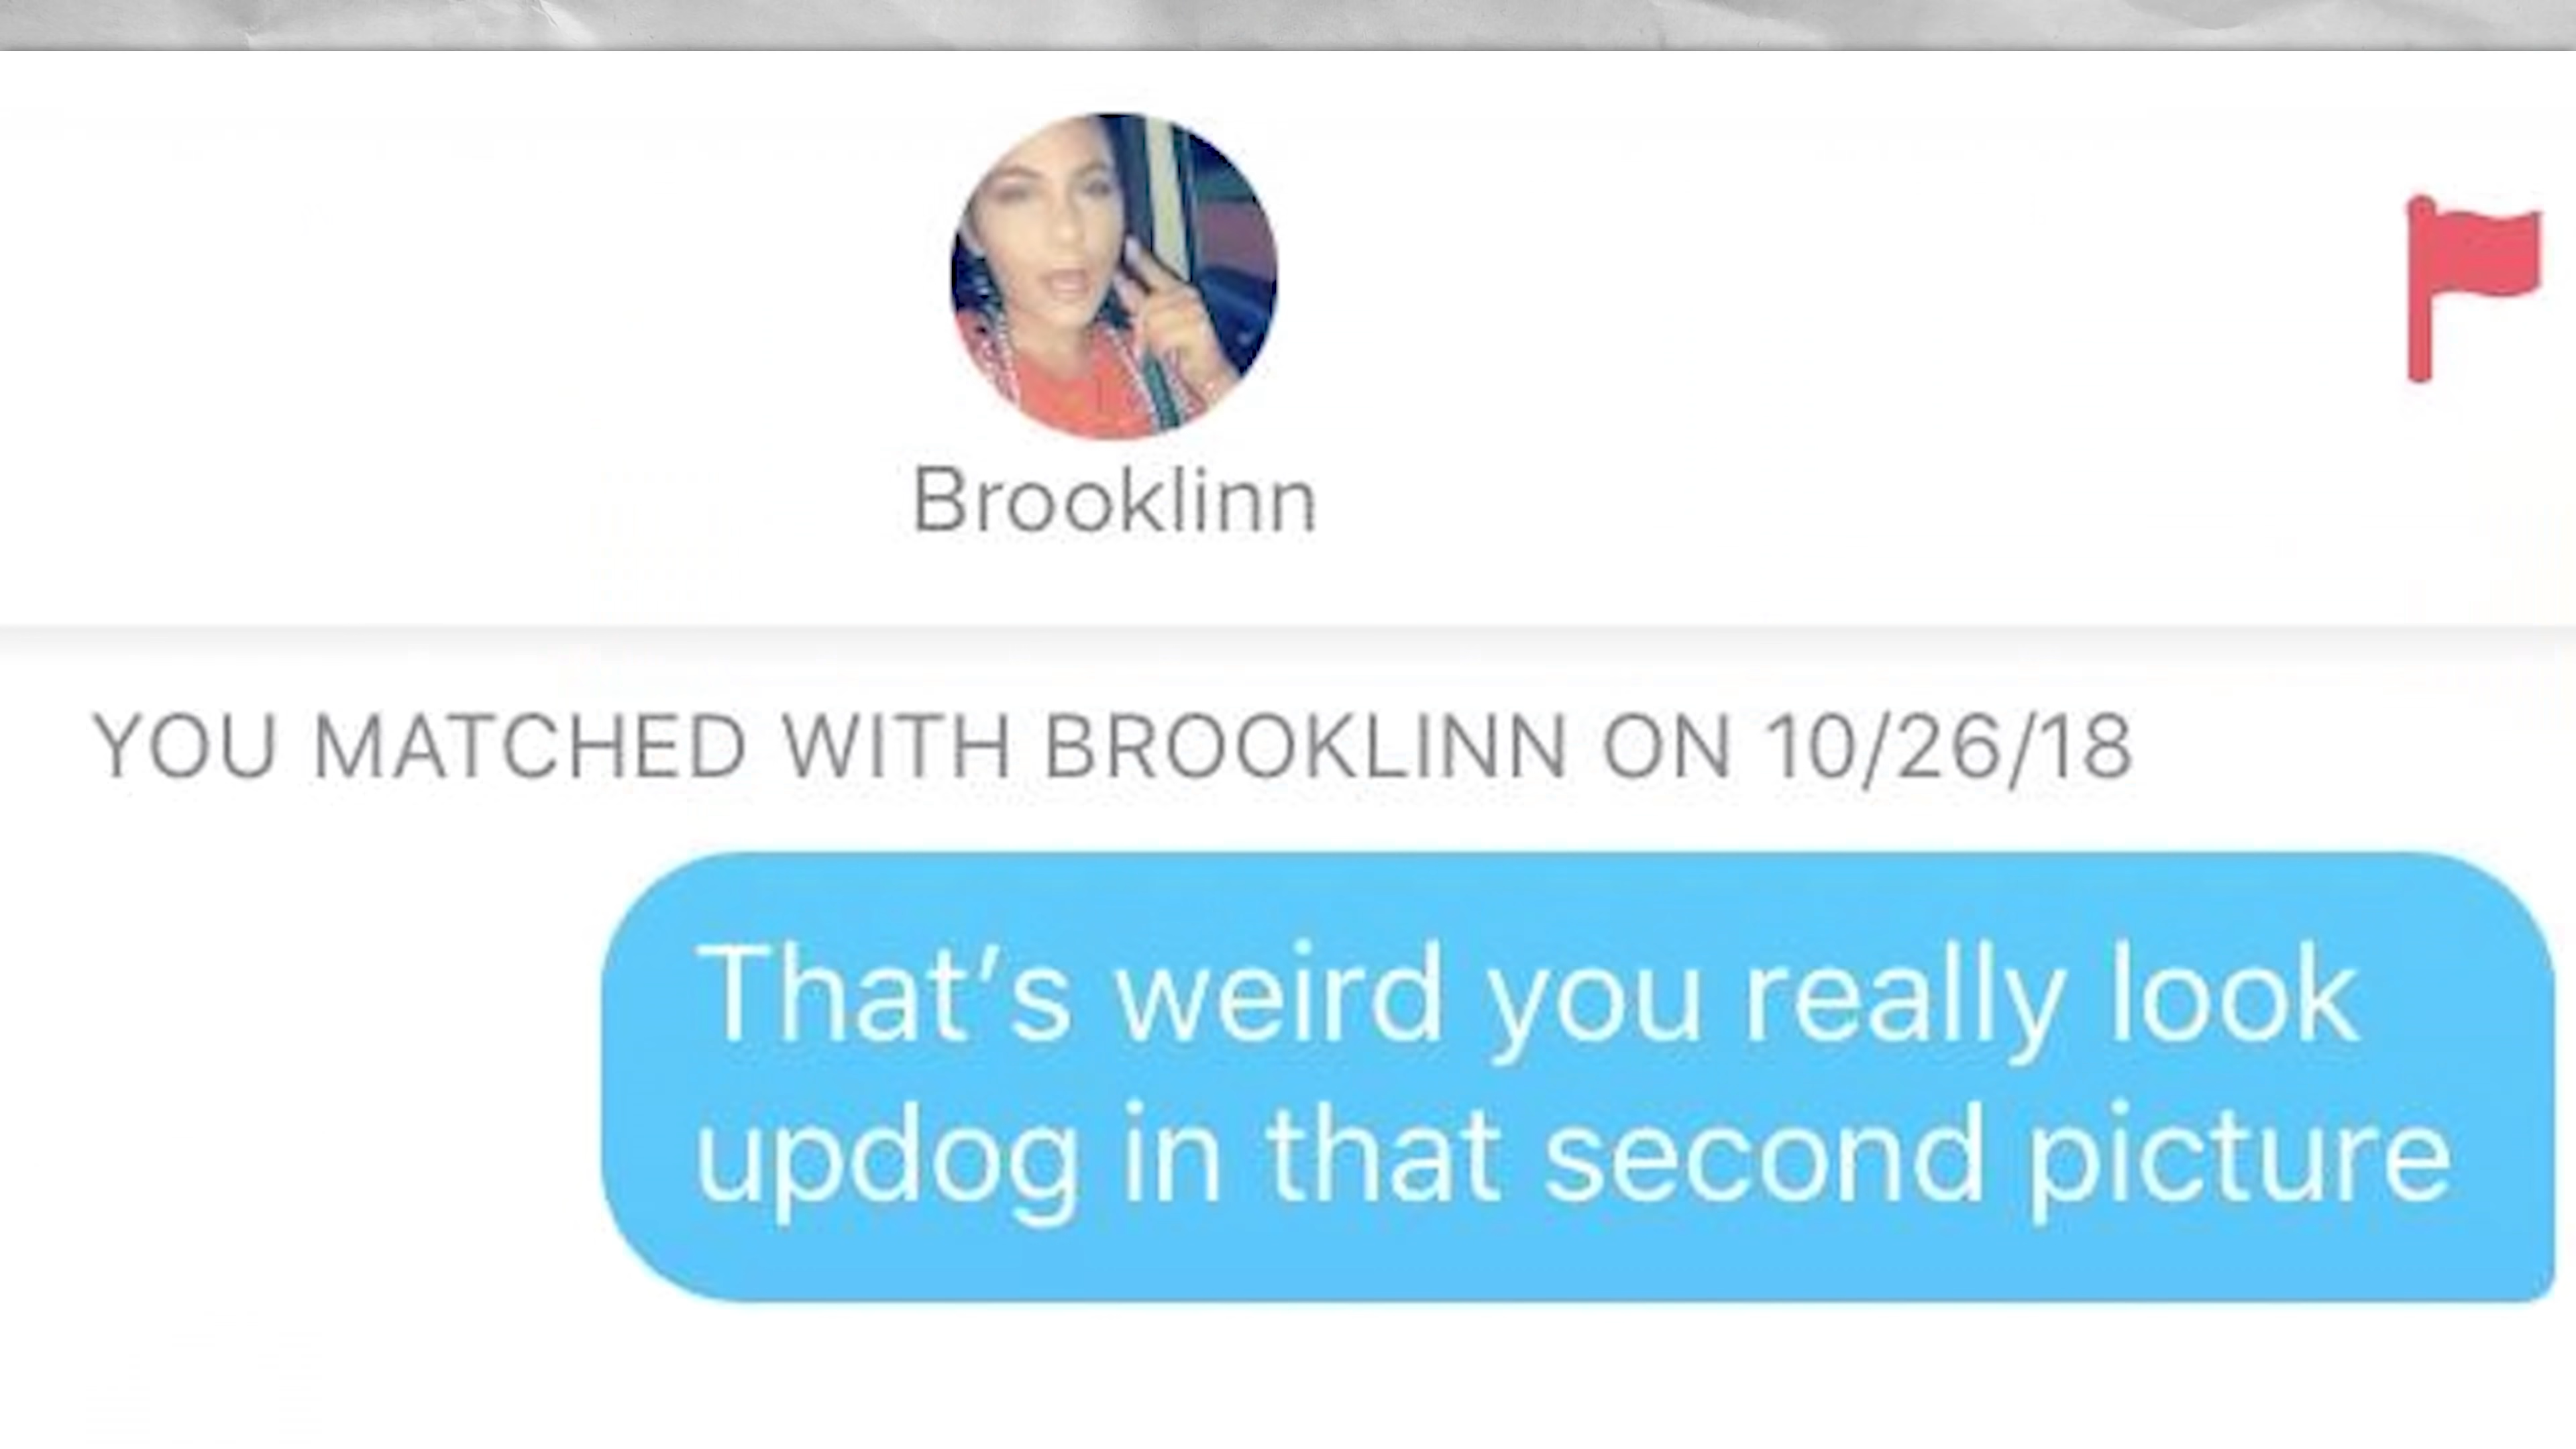 Brooklinn
YOU MATCHED WITH BROOKLINN ON 10/26/18
That's weird you really look
updog in that second picture